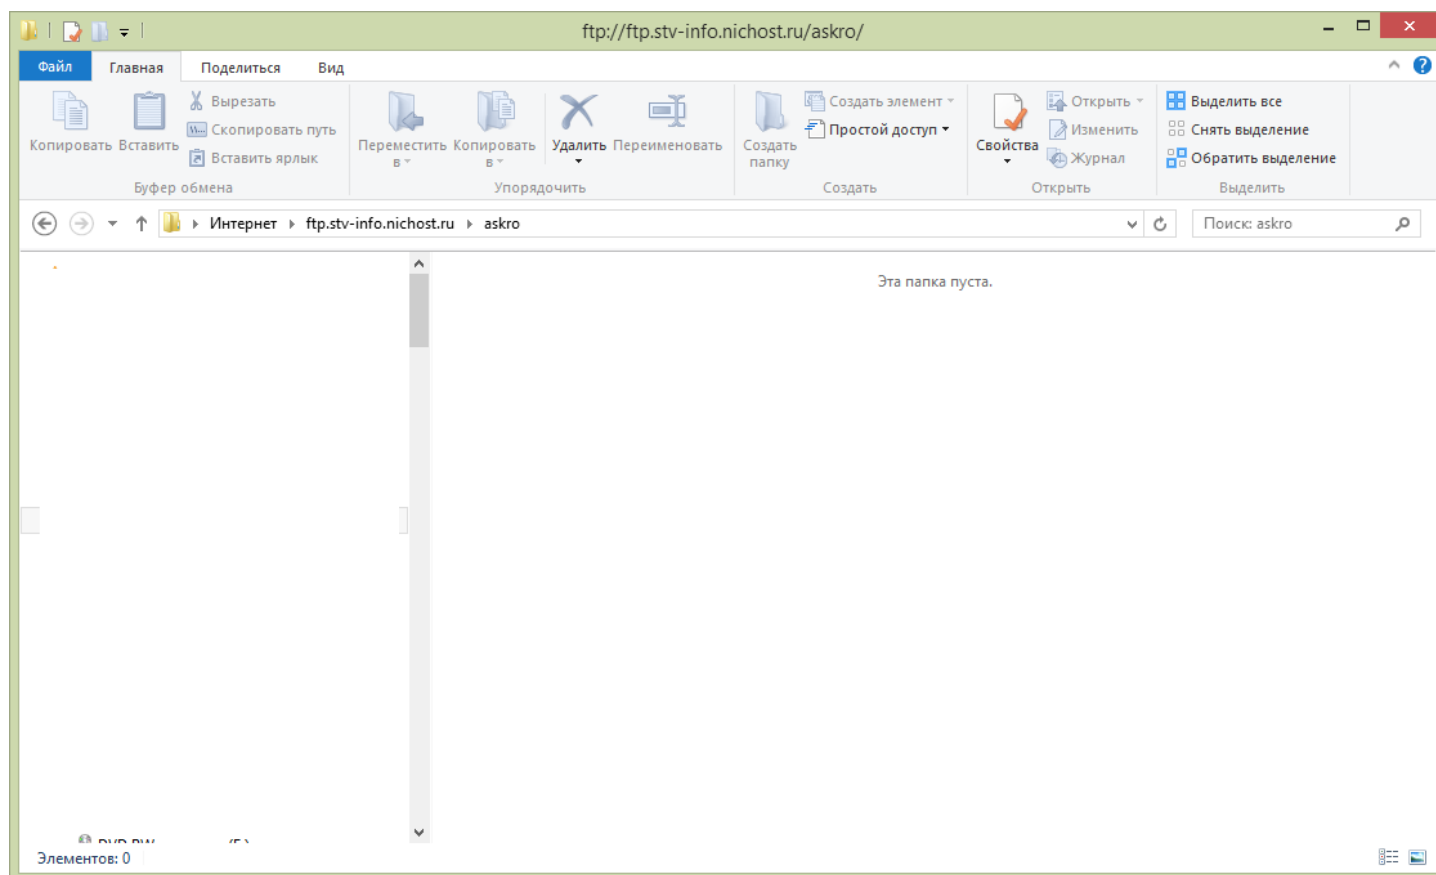 ftp://ftp.stv-info.nichost.ru/askro/
Файл Главная Поделиться Вид
Копировать Вставить
Вырезать
Скопировать путь
Вставить ярлык
Буфер обмена
Переместить в
Копировать в
Удалить
Переименовать
Упорядочить
Создать папку
Создать элемент
Простой доступ
Создать
Свойства
Открыть
Изменить
Журнал
Открыть
Выделить все
Снять выделение
Обратить выделение
Выделить
Интернет ftp.stv-info.nichost.ru askro
Поиск: askro
Эта папка пуста.
Элементов: 0